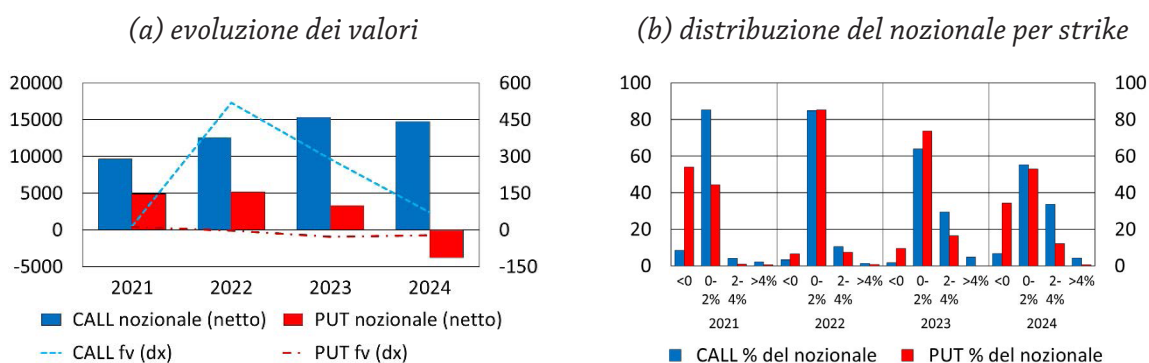 (a) evoluzione dei valori
20000
15000
10000
5000
0
-5000
600
450
300
150
0
-150
2021 2022 2023 2024
CALL nozionale (netto) PUT nozionale (netto)
CALL fv (dx) PUT fv (dx)
(b) distribuzione del nozionale per strike
100
80
60
40
20
0
100
80
60
40
20
0
<0 0- 2- >4% <0 0- 2- >4% <0 0- 2- >4% <0 0- 2- >4%
2% 4% 2% 4% 2% 4% 2% 4%
2021 2022 2023 2024
CALL % del nozionale PUT % del nozionale